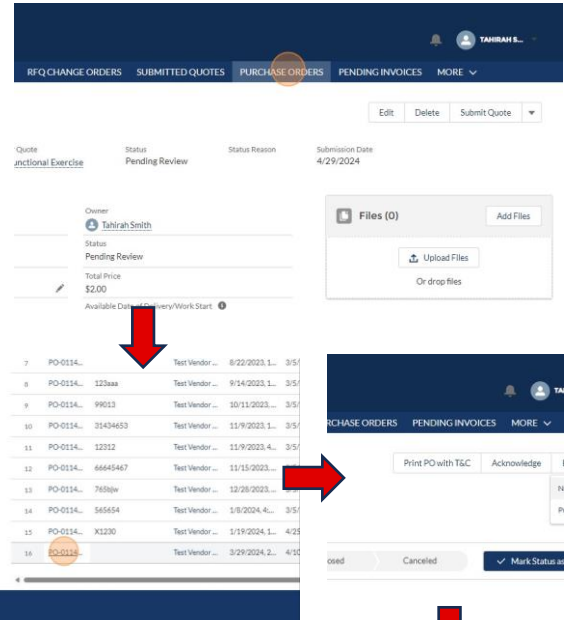 TAHIRAH S...
RFQ CHANGE ORDERS SUBMITTED QUOTES PURCHASE ORDERS PENDING INVOICES MORE
Edit Delete Submit Quote
Quote Status Status Reason Submission Date
unctional Exercise Pending Review 4/29/2024
Owner
Tahirah Smith
Status
Pending Review
Total Price
$2.00
Available Date of Delivery/Work Start
Files (0) Add Files
Upload Files
Or drop files
7 PO-0114... Test Vendor ... 8/22/2023, 1... 3/5/
8 PO-0114... 123aaa Test Vendor ... 9/14/2023, 1... 3/5/
9 PO-0114... 99013 Test Vendor ... 10/11/2023, ... 3/5/
10 PO-0114... 31434653 Test Vendor ... 11/9/2023, 1... 3/5/
11 PO-0114... 12312 Test Vendor ... 11/9/2023, 4... 3/5/
12 PO-0114... 66645467 Test Vendor ... 11/15/2023, ...
13 PO-0114... 765bjw Test Vendor ... 12/28/2023, ...
14 PO-0114... 565654 Test Vendor ... 1/8/2024, 4:... 3/5/
15 PO-0114... X1230 Test Vendor ... 1/19/2024, 1... 4/25
16 PO-0114... Test Vendor ... 3/29/2024, 2... 4/10
TAH
RCHASE ORDERS PENDING INVOICES MORE
Print PO with T&C Acknowledge
osed Canceled Mark Status as